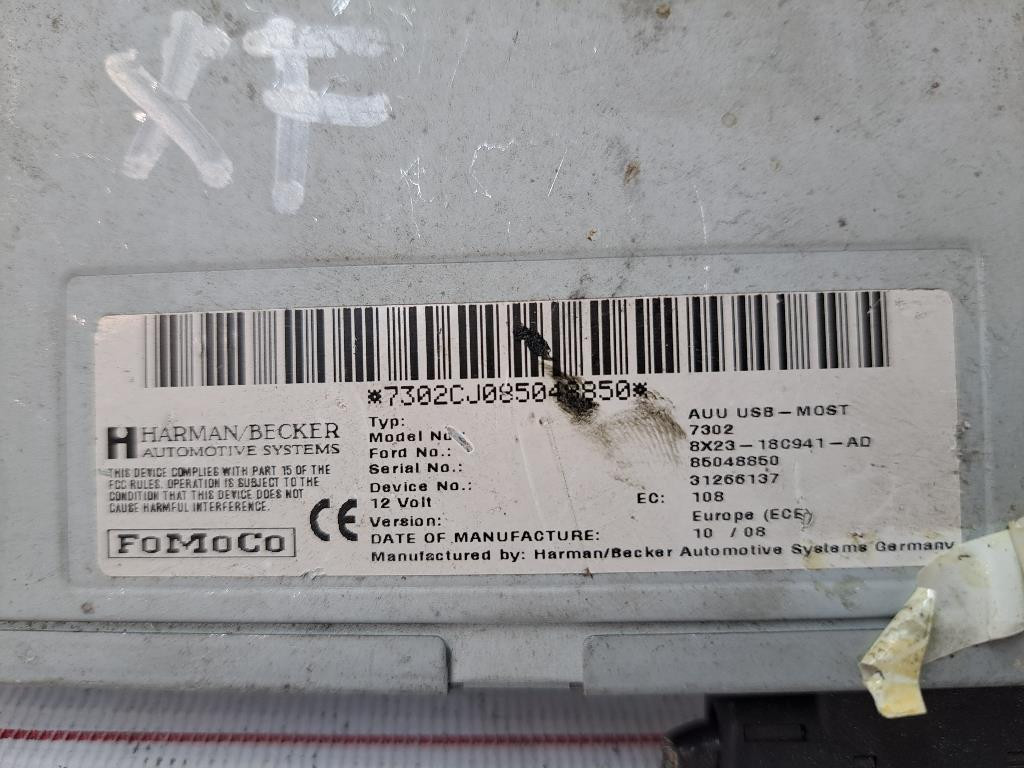 XF
*7302CJ085048850*
HARMAN/BECKER
AUTOMOTIVE SYSTEMS
THIS DEVICE COMPLIES WITH PART 15 OF THE
FCC RULES. OPERATION IS SUBJECT TO THE
CONDITION THAT THIS DEVICE DOES NOT
CAUSE HARMFUL INTERFERENCE.
FoMoCo
CE
Typ: AUU USB-MOST
Model No.: 7302
Ford No.: 8X23-18C941-AD
Serial No.: 85048850
Device No.: 31266137
12 Volt EC: 108
Version: Europe (ECE)
DATE OF MANUFACTURE: 10 / 08
Manufactured by: Harman/Becker Automotive Systems Germany